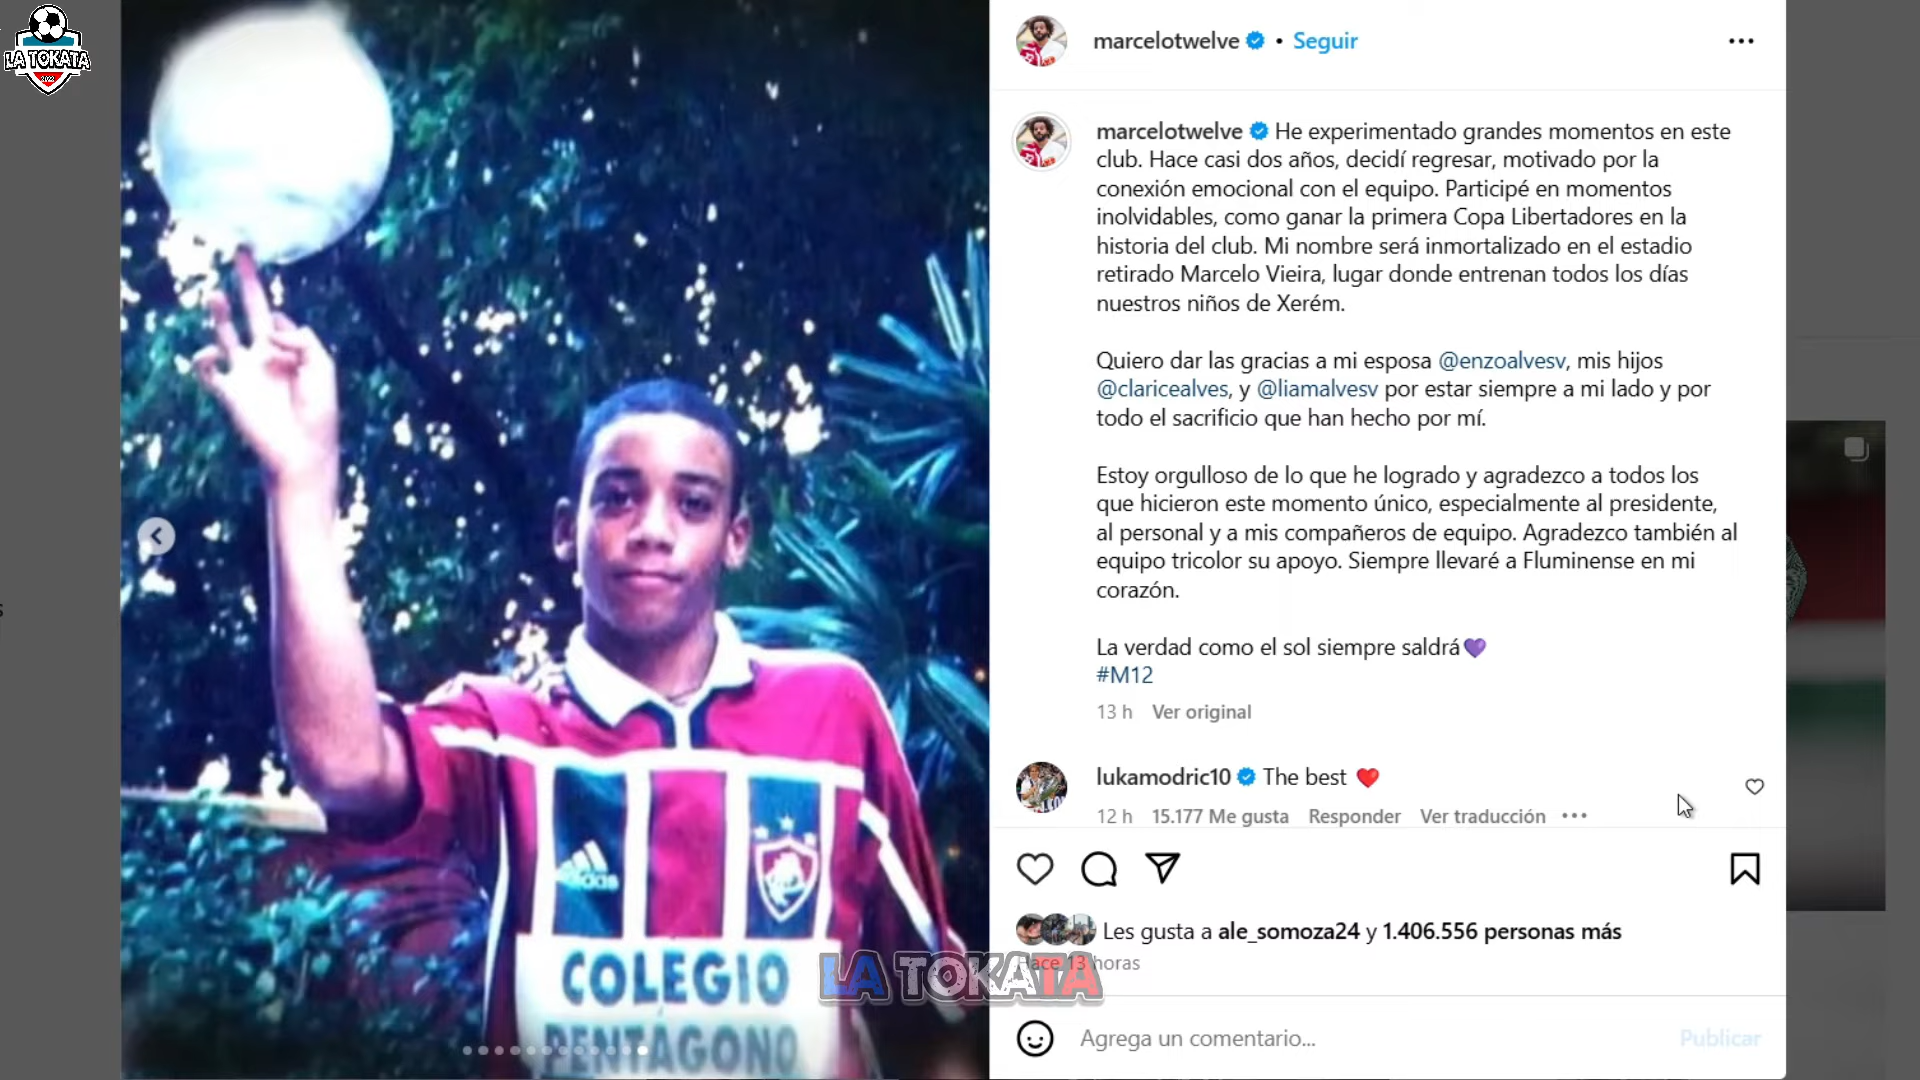 LA TOKATA
2022
marcelotwelve • Seguir
marcelotwelve He experimentado grandes momentos en este
club. Hace casi dos años, decidí regresar, motivado por la
conexión emocional con el equipo. Participé en momentos
inolvidables, como ganar la primera Copa Libertadores en la
historia del club. Mi nombre será inmortalizado en el estadio
retirado Marcelo Vieira, lugar donde entrenan todos los días
nuestros niños de Xerém.
Quiero dar las gracias a mi esposa @enzoalvesv, mis hijos
@claricealves, y @liamalvesv por estar siempre a mi lado y por
todo el sacrificio que han hecho por mí.
Estoy orgulloso de lo que he logrado y agradezco a todos los
que hicieron este momento único, especialmente al presidente,
al personal y a mis compañeros de equipo. Agradezco también al
equipo tricolor su apoyo. Siempre llevaré a Fluminense en mi
corazón.
La verdad como el sol siempre saldrá💜
#M12
13 h Ver original
lukamodric10 The best ❤️
12 h 15.177 Me gusta Responder Ver traducción •••
Les gusta a ale_somoza24 y 1.406.556 personas más
Hace 13 horas
Agrega un comentario...
Publicar
adidas
COLEGIO
PENTÁGONO
LA TOKATA